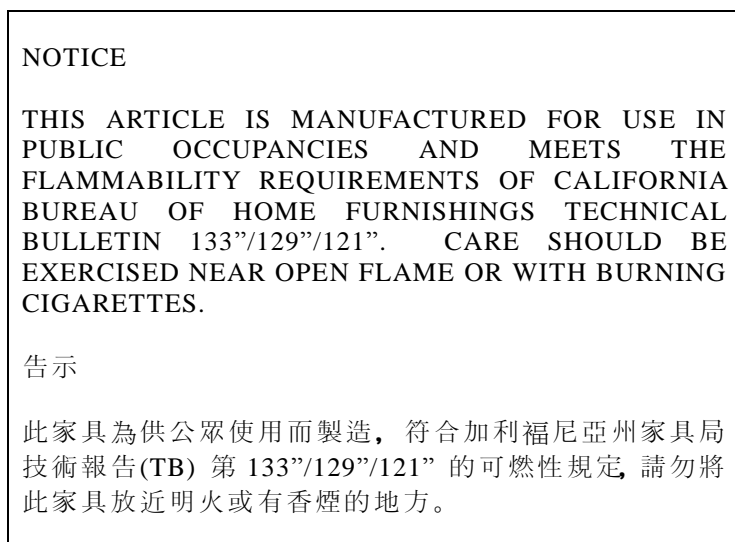 NOTICE
THIS ARTICLE IS MANUFACTURED FOR USE IN
PUBLIC OCCUPANCIES AND MEETS THE
FLAMMABILITY REQUIREMENTS OF CALIFORNIA
BUREAU OF HOME FURNISHINGS TECHNICAL
BULLETIN 133”/129”/121”. CARE SHOULD BE
EXERCISED NEAR OPEN FLAME OR WITH BURNING
CIGARETTES.
告示
此家具為供公眾使用而製造，符合加利福尼亞州家具局
技術報告(TB) 第 133”/129”/121” 的可燃性規定，請勿將
此家具放近明火或有香煙的地方。